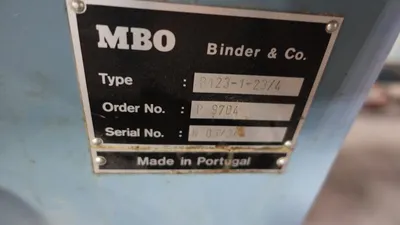 MBO Binder & Co.
Type :
Order No. : P 9784
Serial No. :
Made in Portugal